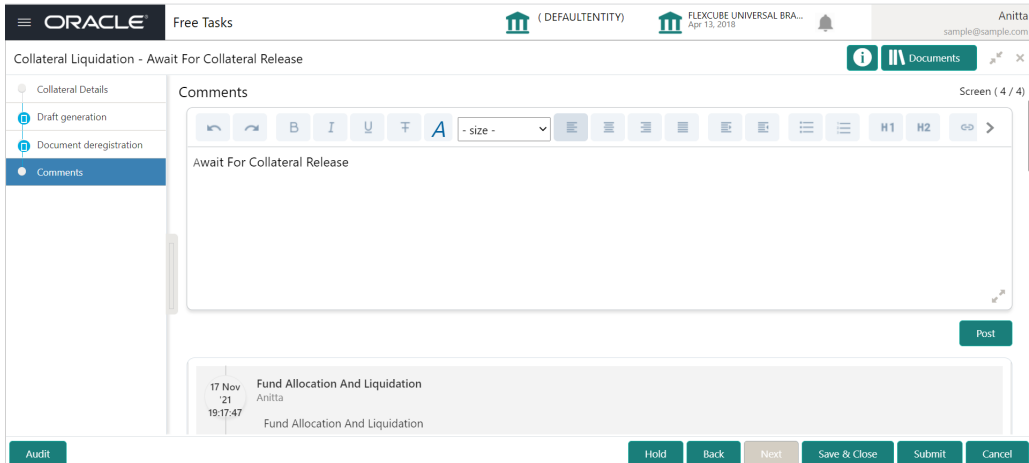 ORACLE®
Free Tasks
( DEFAULTENTITY)
FLEXCUBE UNIVERSAL BRA...
Apr 13, 2018
Anitta
sample@sample.com
Collateral Liquidation - Await For Collateral Release
Documents
Collateral Details
Draft generation
Document deregistration
Comments
Comments
Screen ( 4 / 4)
B I U T A - size - H1 H2
Await For Collateral Release
Post
17 Nov
'21
19:17:47
Fund Allocation And Liquidation
Anitta
Fund Allocation And Liquidation
Audit
Hold
Back
Next
Save & Close
Submit
Cancel